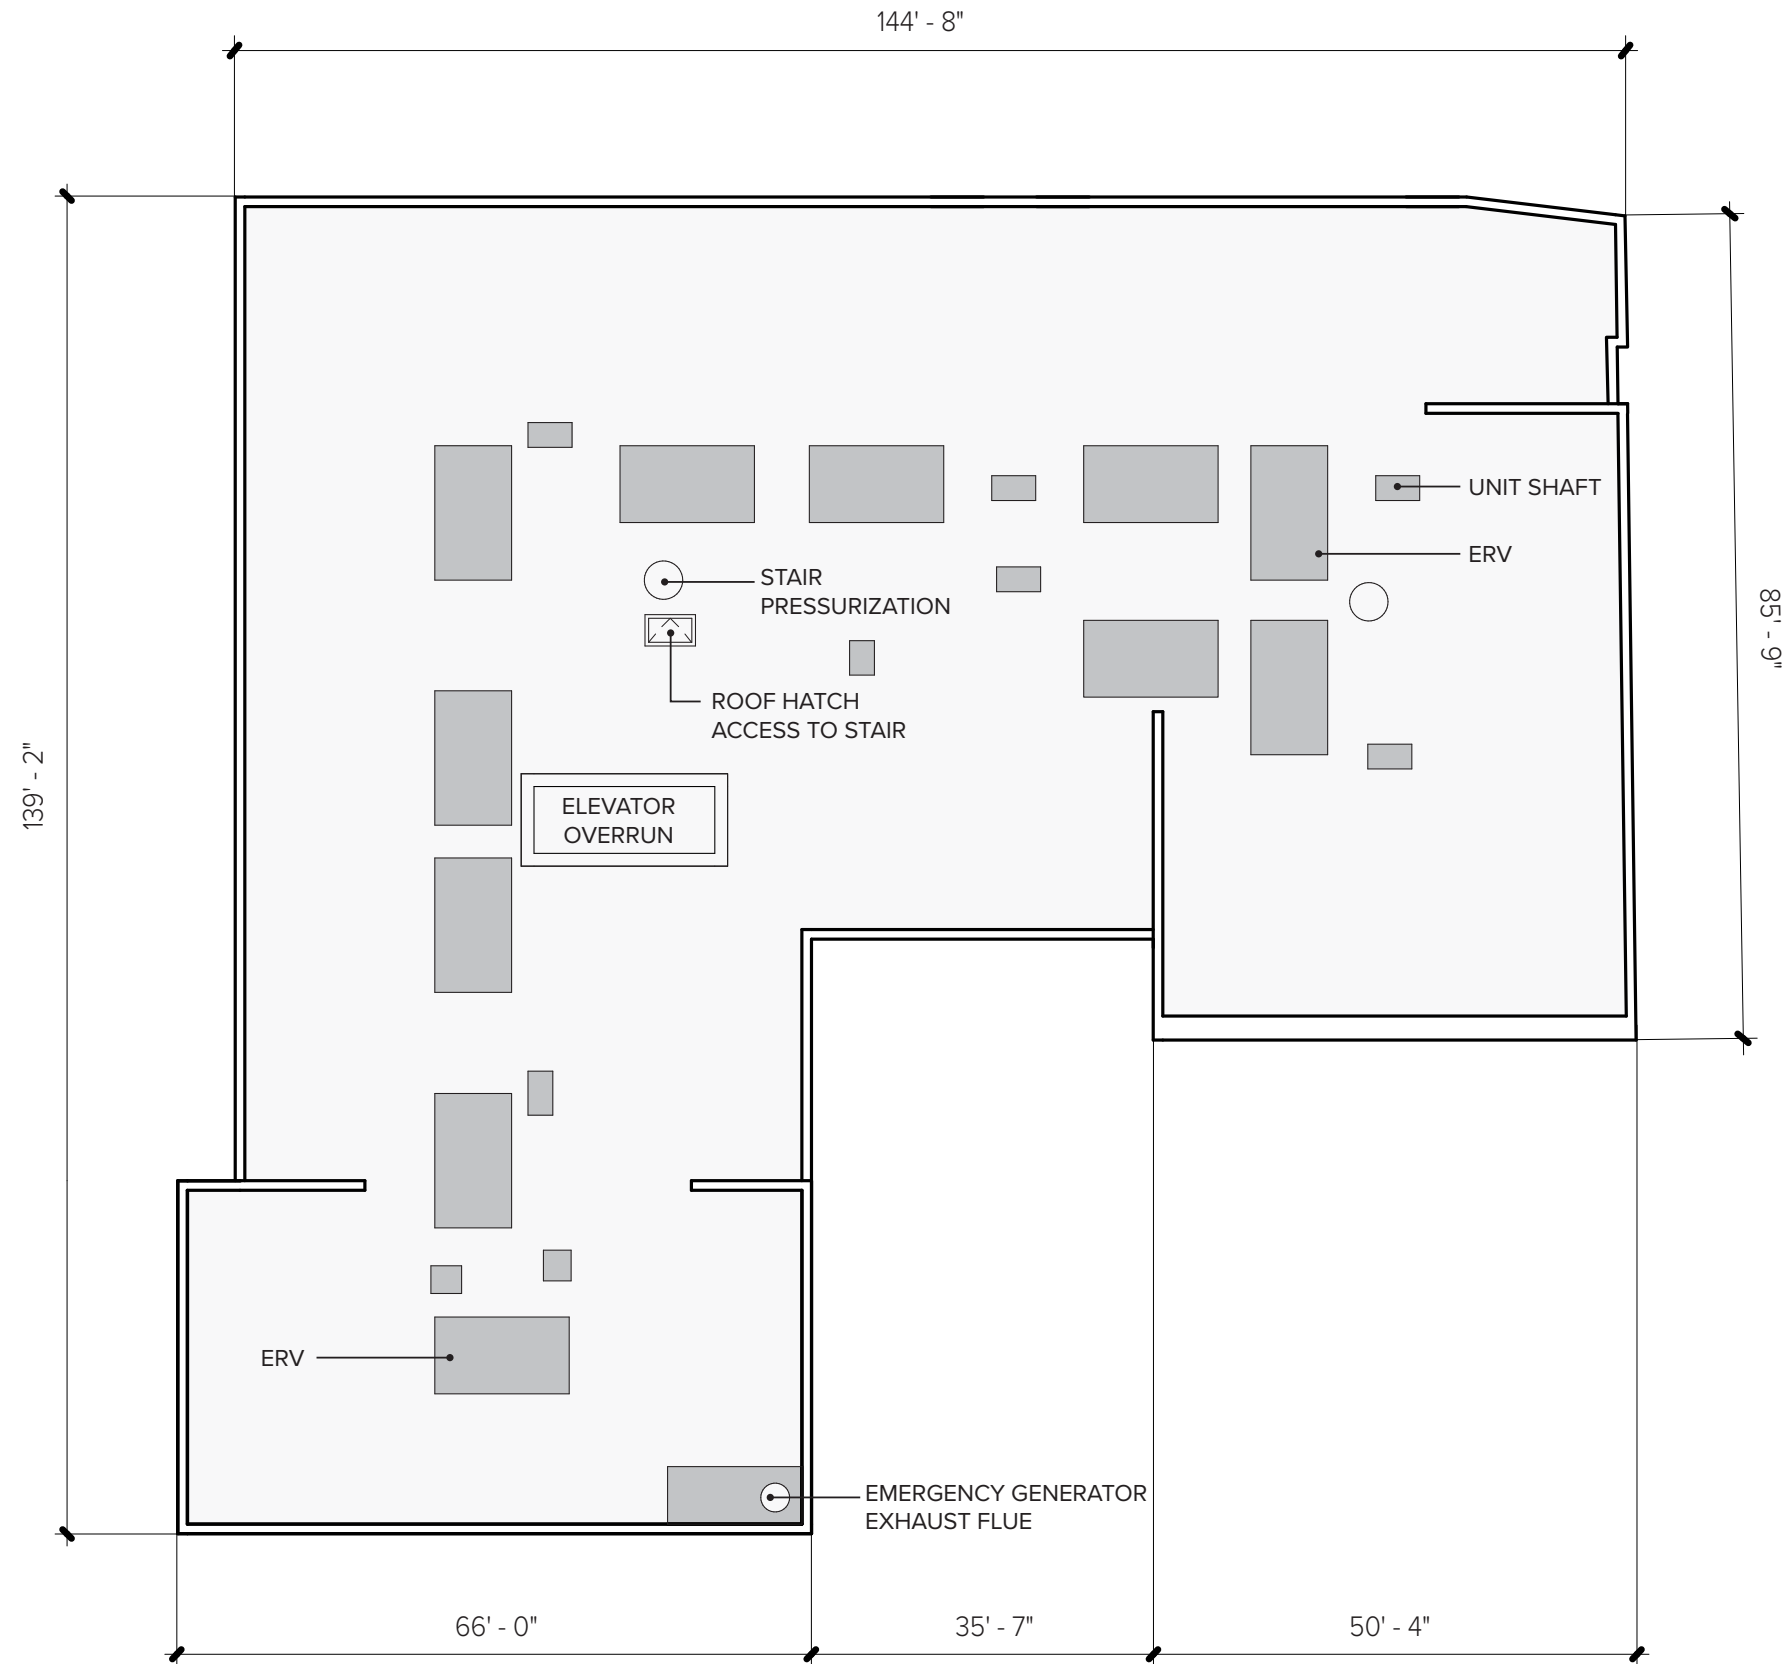 144' - 8"
UNIT SHAFT
ERV
STAIR
PRESSURIZATION
85' - 9"
ROOF HATCH
ACCESS TO STAIR
139' - 2"
ELEVATOR
OVERRUN
ERV
EMERGENCY GENERATOR
EXHAUST FLUE
66' - 0"
35' - 7"
50' - 4"